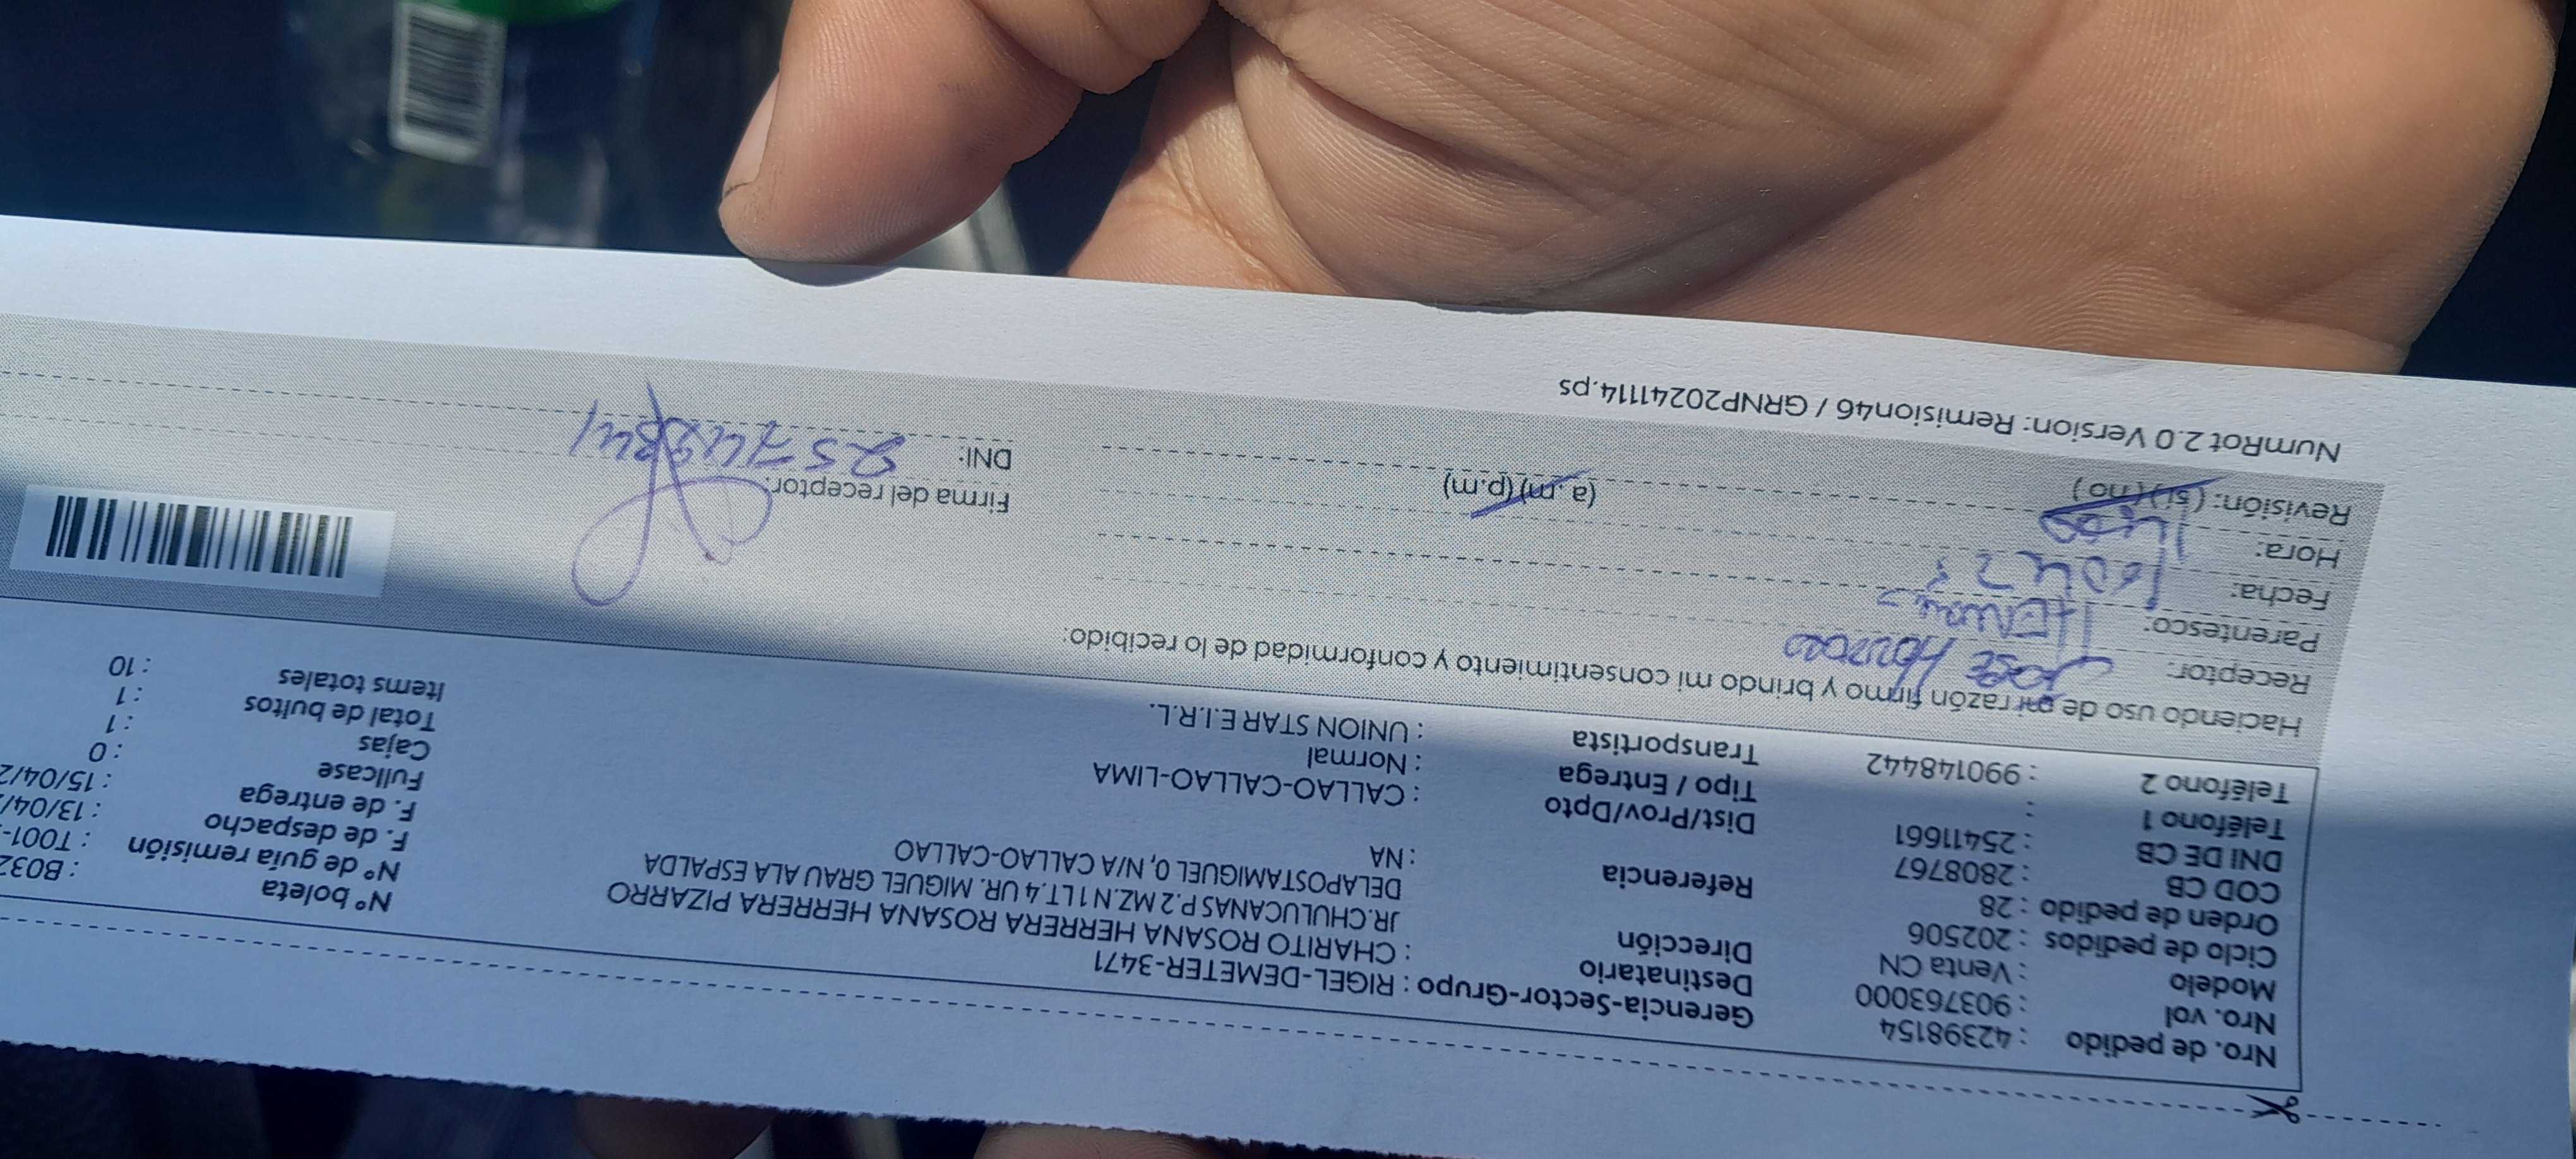 Nro. de pedido : 42398154
Nro. vol : 903763000
Modelo : Venta CN
Ciclo de pedidos : 202506
Orden de pedido : 28
COD CB : 2808767
DNI DE CB : 25411661
Teléfono 1 :
Teléfono 2 : 990148442
Gerencia-Sector-Grupo : RIGEL-DEMETER-3471
Destinatario : CHARITO ROSANA HERRERA ROSANA HERRERA PIZARRO
Dirección JR.CHULUCANAS P.2 MZ N1 LT.4 UR. MIGUEL GRAU ALA ESPALDA
DELAPOSTAMIGUEL 0, N/A CALLAO-CALLAO
Referencia : NA
Dist/Prov/Dpto : CALLAO-CALLAO-LIMA
Tipo / Entrega : Normal
Transportista : UNION STAR E.I.R.L.
N° boleta : B032
N° de guía remisión : T001-
F. de despacho : 13/04/
F. de entrega : 15/04/2
Fullcase : 0
Cajas : 1
Total de bultos : 1
Items totales : 10
Haciendo uso de mi razón firmo y brindo mi consentimiento y conformidad de lo recibido:
Receptor: JOSE
Parentesco:
Fecha:
Hora: (a.m)(p.m)
Revisión: (si)(no)
Firma del receptor:
DNI:
NumRot 2.0 Version: Remision46 / GRNP20241114.ps